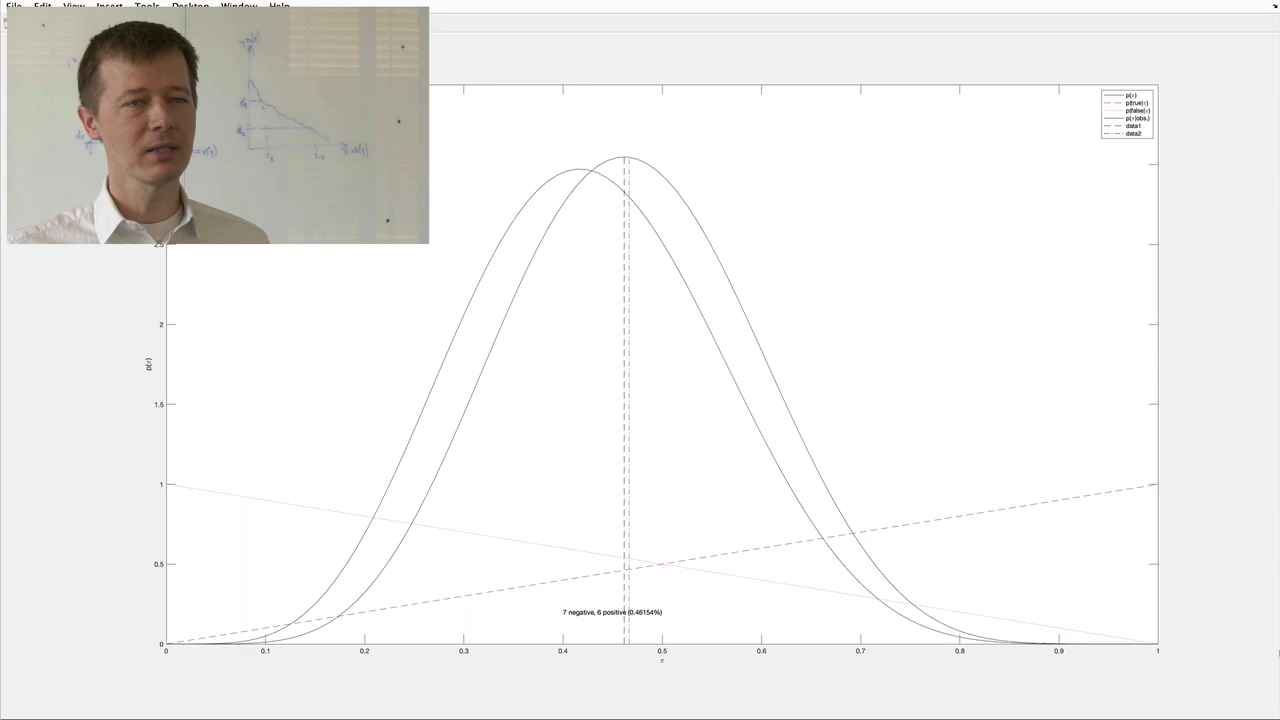 File Edit View Insert Tools Desktop Window Help
p(π)
p(true|π)
p(false|π)
p(π|obs.)
data1
data2
2.5
2
1.5
1
0.5
0
p(π)
7 negative, 6 positive (0.46154%)
0 0.1 0.2 0.3 0.4 0.5 0.6 0.7 0.8 0.9 1
π